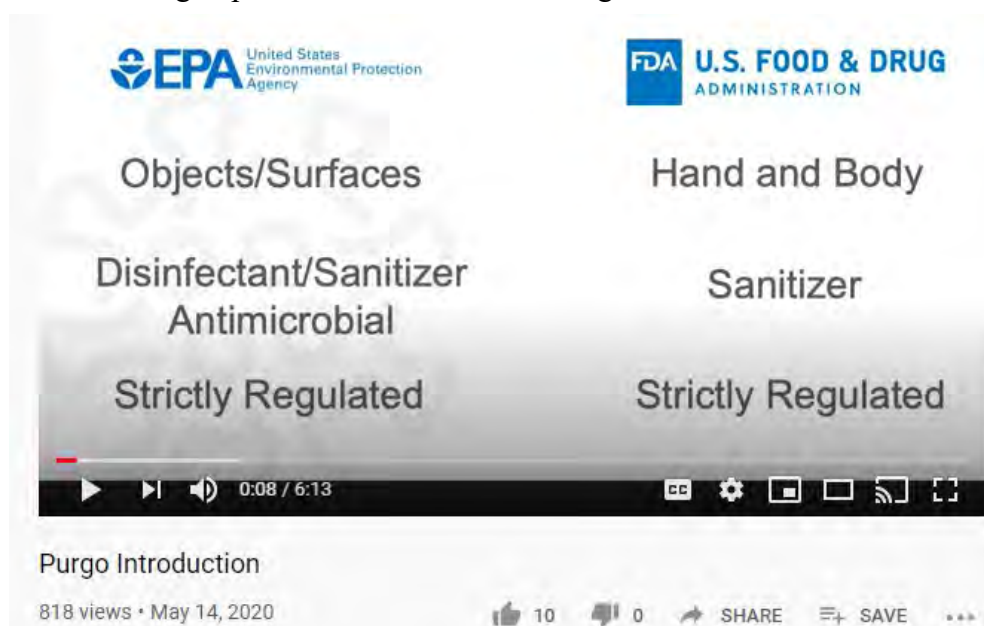 EPA United States
Environmental Protection
Agency
FDA U.S. FOOD & DRUG
ADMINISTRATION
Objects/Surfaces
Hand and Body
Disinfectant/Sanitizer
Antimicrobial
Sanitizer
Strictly Regulated
Strictly Regulated
0:08 / 6:13
CC
Purgo Introduction
818 views • May 14, 2020
10
0
SHARE
SAVE